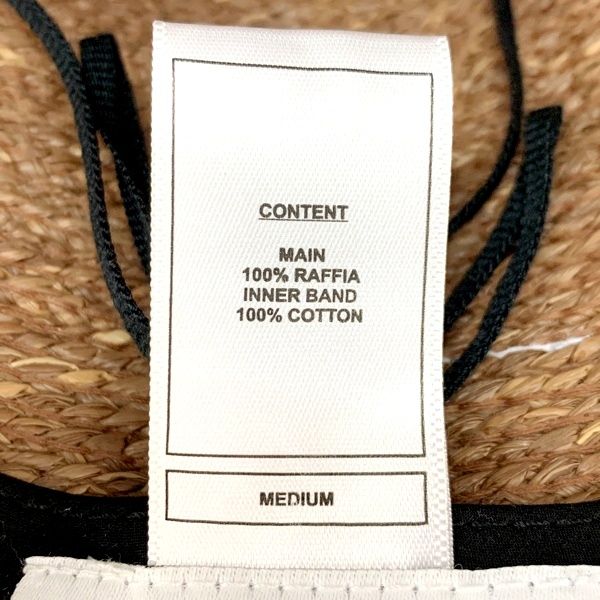 CONTENT
MAIN
100% RAFFIA
INNER BAND
100% COTTON
MEDIUM